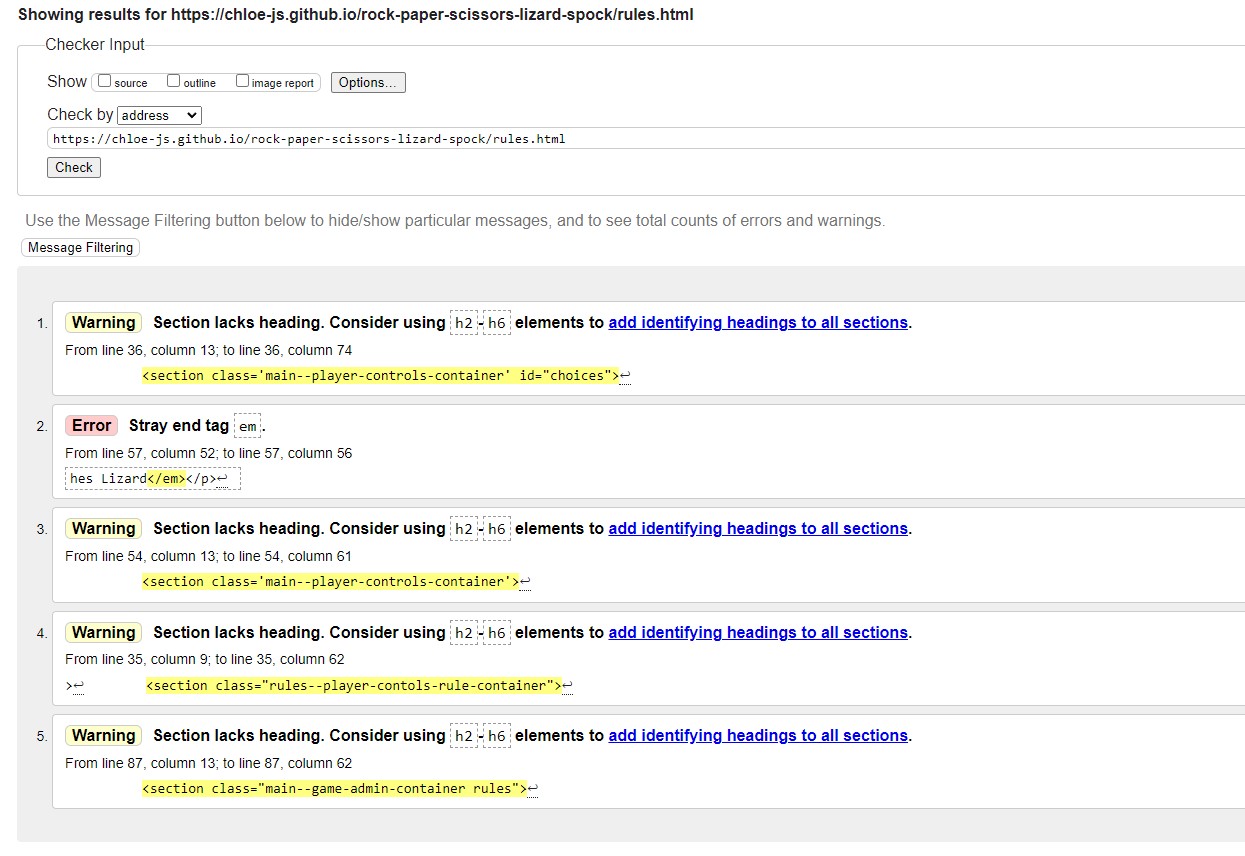 Showing results for https://chloe-js.github.io/rock-paper-scissors-lizard-spock/rules.html
Checker Input
Show source outline image report Options...
Check by address
https://chloe-js.github.io/rock-paper-scissors-lizard-spock/rules.html
Check
Use the Message Filtering button below to hide/show particular messages, and to see total counts of errors and warnings.
Message Filtering
1. Warning Section lacks heading. Consider using h2-h6 elements to add identifying headings to all sections.
From line 36, column 13; to line 36, column 74
<section class='main--player-controls-container' id="choices">↩
2. Error Stray end tag em.
From line 57, column 52; to line 57, column 56
hes Lizard</em></p>↩
3. Warning Section lacks heading. Consider using h2-h6 elements to add identifying headings to all sections.
From line 54, column 13; to line 54, column 61
<section class='main--player-controls-container'>↩
4. Warning Section lacks heading. Consider using h2-h6 elements to add identifying headings to all sections.
From line 35, column 9; to line 35, column 62
>↩ <section class="rules--player-contols-rule-container">↩
5. Warning Section lacks heading. Consider using h2-h6 elements to add identifying headings to all sections.
From line 87, column 13; to line 87, column 62
<section class="main--game-admin-container rules">↩